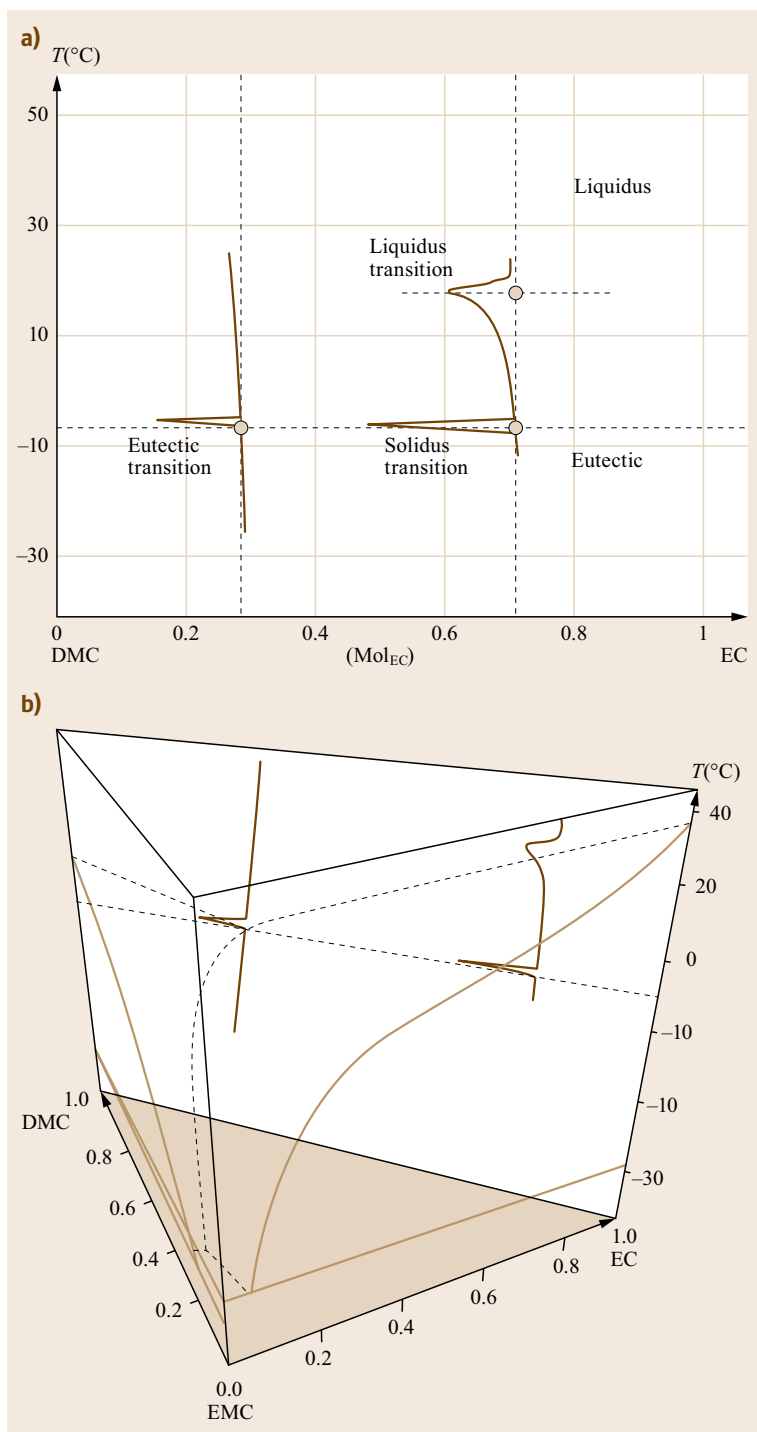 a)
T(°C)
50
30
10
–10
–30
Liquidus
Liquidus
transition
Eutectic
transition
Solidus
transition
Eutectic
0 0.2 0.4 0.6 0.8 1
DMC (Mol_EC) EC
b)
T(°C)
40
20
0
–10
–10
–30
1.0
DMC
0.8
0.6
0.4
0.2
0.0
EMC
0.2
0.4
0.6
0.8
1.0
EC